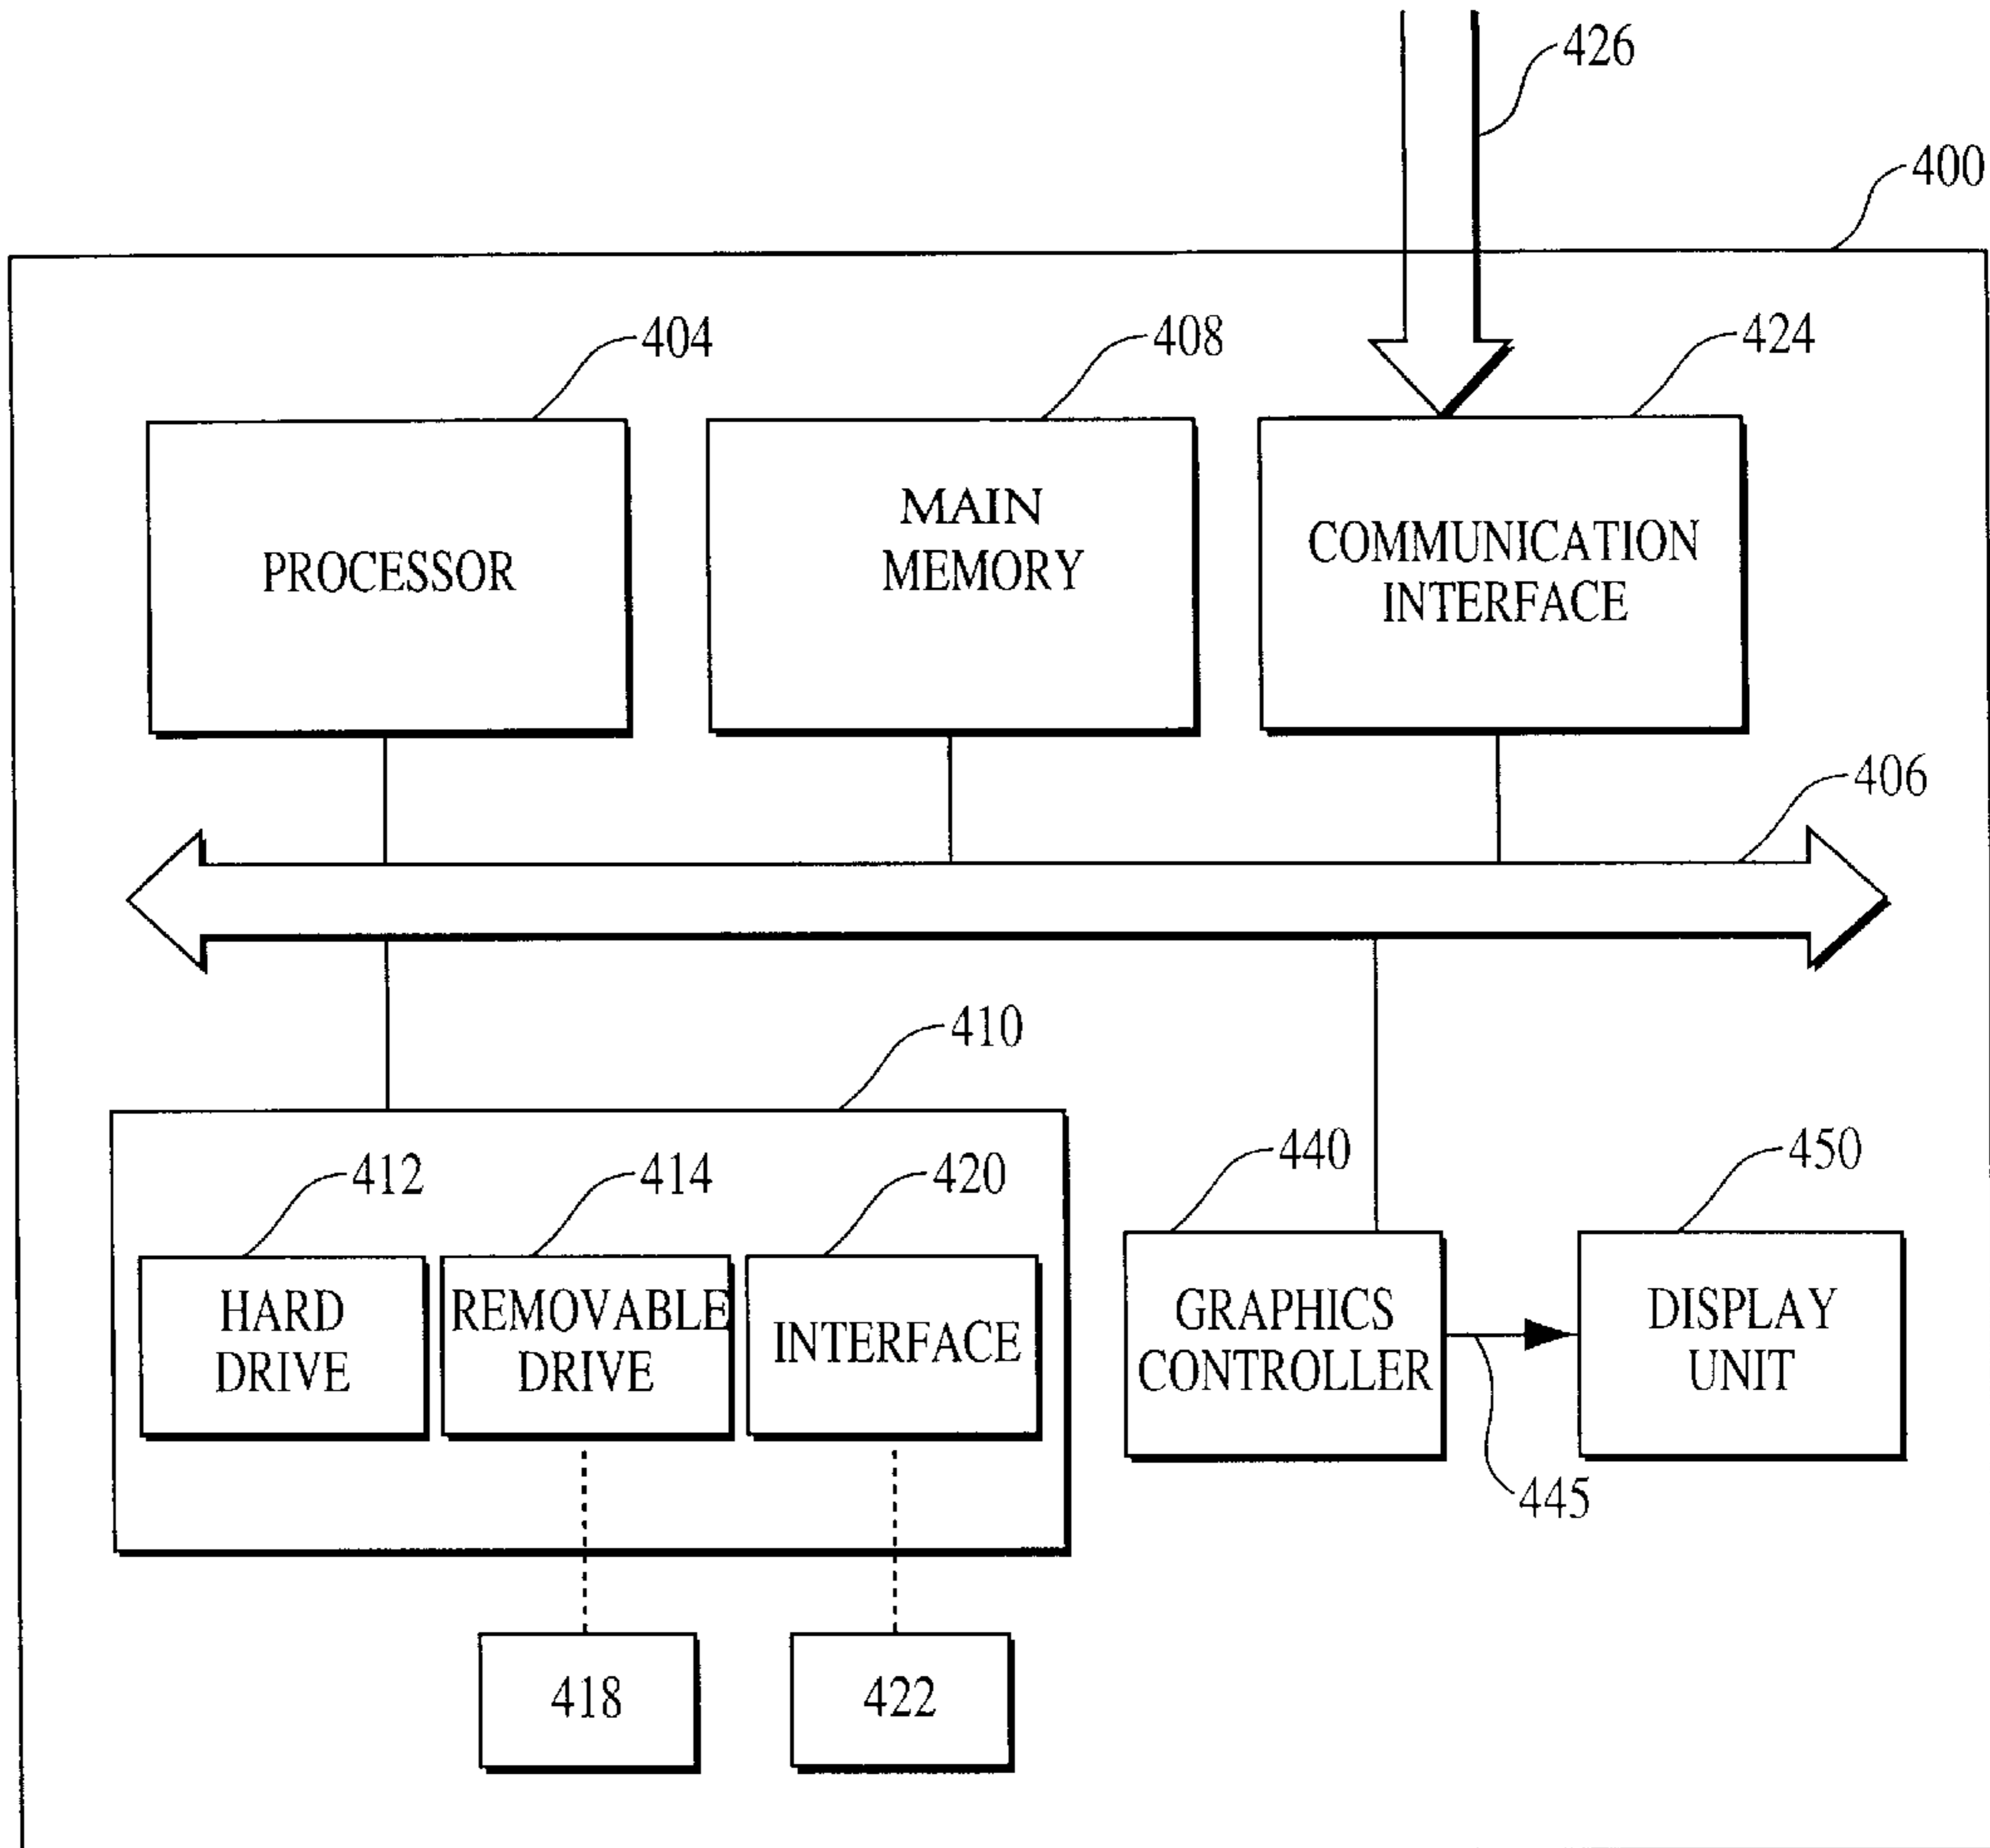 426
400
404
408
424
PROCESSOR
MAIN
MEMORY
COMMUNICATION
INTERFACE
406
410
412
414
420
440
450
HARD
DRIVE
REMOVABLE
DRIVE
INTERFACE
GRAPHICS
CONTROLLER
DISPLAY
UNIT
445
418
422